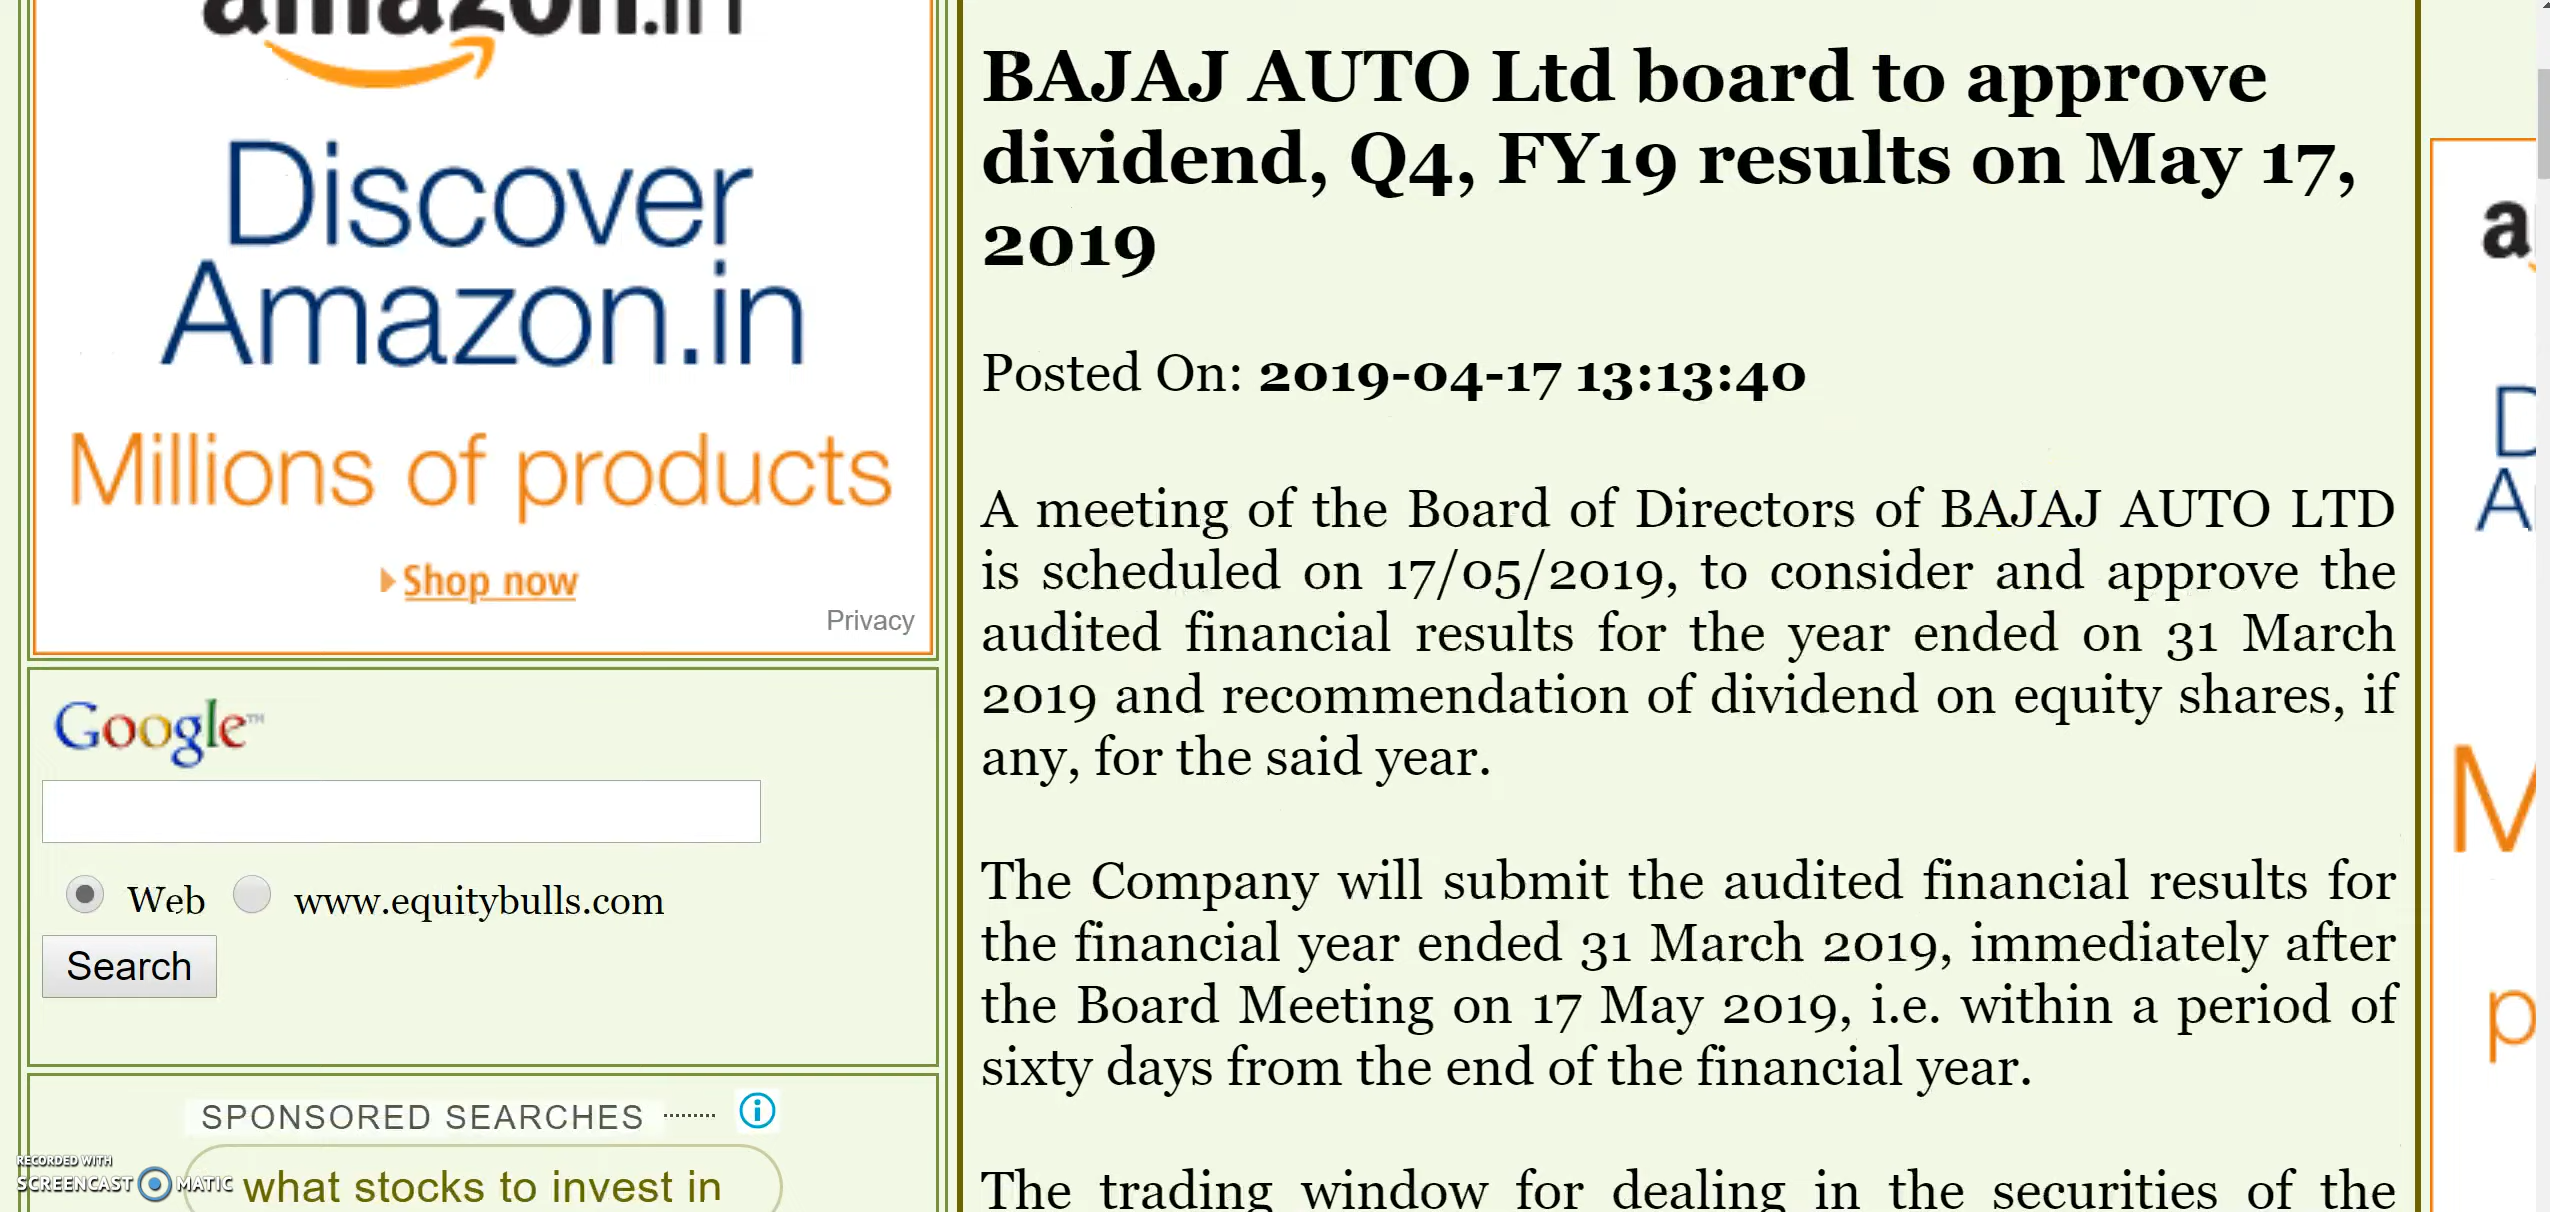 amazon.in
Discover
Amazon.in
Millions of products
Shop now
Privacy
Google™
Web www.equitybulls.com
Search
SPONSORED SEARCHES
what stocks to invest in
RECORDED WITH
SCREENCAST MATIC
BAJAJ AUTO Ltd board to approve
dividend, Q4, FY19 results on May 17,
2019
Posted On: 2019-04-17 13:13:40
A meeting of the Board of Directors of BAJAJ AUTO LTD
is scheduled on 17/05/2019, to consider and approve the
audited financial results for the year ended on 31 March
2019 and recommendation of dividend on equity shares, if
any, for the said year.
The Company will submit the audited financial results for
the financial year ended 31 March 2019, immediately after
the Board Meeting on 17 May 2019, i.e. within a period of
sixty days from the end of the financial year.
The trading window for dealing in the securities of the
a
D
A
M
p